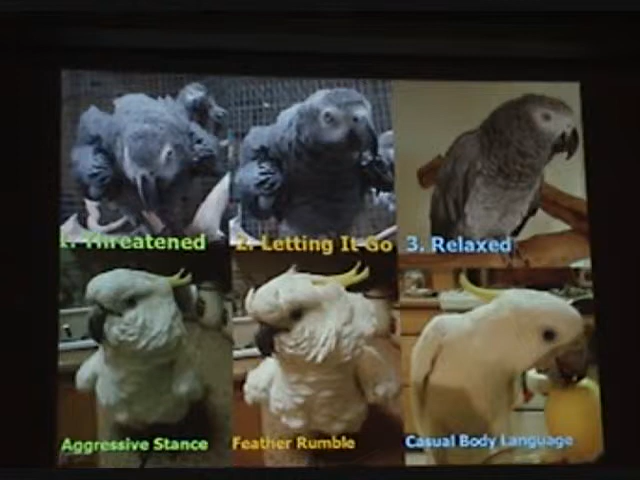 1. Threatened
2. Letting It Go
3. Relaxed
Aggressive Stance
Feather Rumble
Casual Body Language